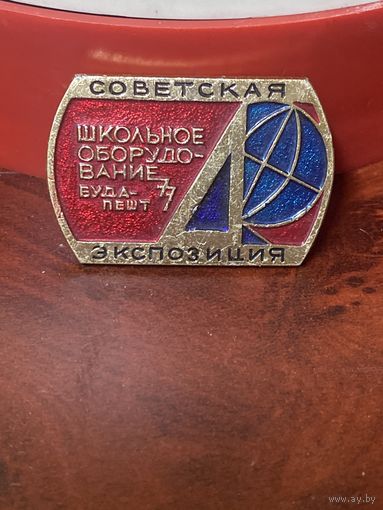 СОВЕТСКАЯ
ШКОЛЬНОЕ
ОБОРУДО-
ВАНИЕ
БУДА-
ПЕШТ 77
ЭКСПОЗИЦИЯ
www.ay.by